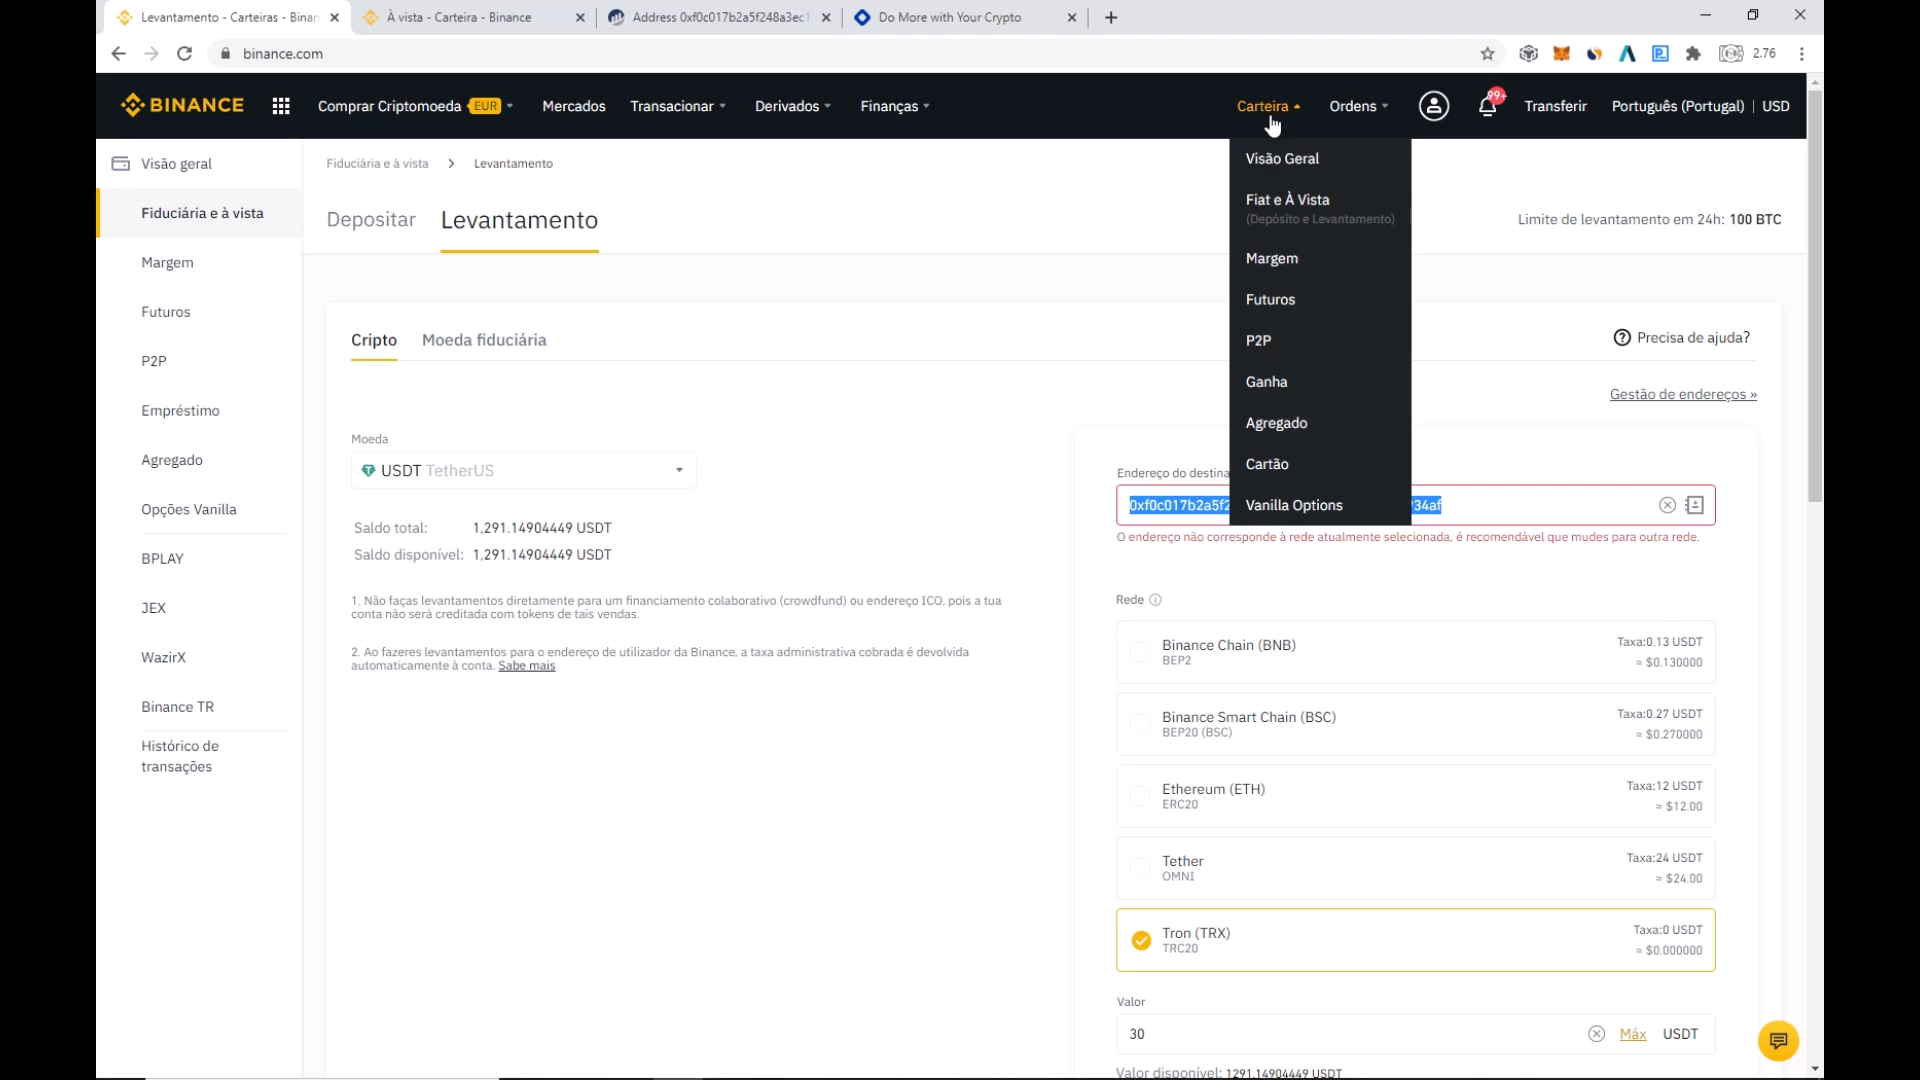 Levantamento - Carteiras - Binan
À vista - Carteira - Binance
Address 0xf0c017b2a5f248a3ec1
Do More with Your Crypto
binance.com
2.76
BINANCE
Comprar Criptomoeda EUR
Mercados
Transacionar
Derivados
Finanças
Carteira
Ordens
99+
Transferir
Português (Portugal) | USD
Visão geral
Fiduciária e à vista
Margem
Futuros
P2P
Empréstimo
Agregado
Opções Vanilla
BPLAY
JEX
WazirX
Binance TR
Histórico de
transações
Fiduciária e à vista > Levantamento
Depositar
Levantamento
Limite de levantamento em 24h: 100 BTC
Visão Geral
Fiat e À Vista
(Depósito e Levantamento)
Margem
Futuros
P2P
Ganha
Agregado
Cartão
Vanilla Options
Cripto
Moeda fiduciária
Precisa de ajuda?
Gestão de endereços »
Moeda
USDT TetherUS
Saldo total: 1,291.14904449 USDT
Saldo disponível: 1,291.14904449 USDT
1. Não faças levantamentos diretamente para um financiamento colaborativo (crowdfund) ou endereço ICO, pois a tua
conta não será creditada com tokens de tais vendas.
2. Ao fazeres levantamentos para o endereço de utilizador da Binance, a taxa administrativa cobrada é devolvida
automaticamente à conta. Sabe mais
Endereço do destina
0xf0c017b2a5f2
34af
O endereço não corresponde à rede atualmente selecionada, é recomendável que mudes para outra rede.
Rede
Binance Chain (BNB)
BEP2
Taxa:0.13 USDT
≈ $0.130000
Binance Smart Chain (BSC)
BEP20 (BSC)
Taxa:0.27 USDT
≈ $0.270000
Ethereum (ETH)
ERC20
Taxa:12 USDT
≈ $12.00
Tether
OMNI
Taxa:24 USDT
≈ $24.00
Tron (TRX)
TRC20
Taxa:0 USDT
≈ $0.000000
Valor
30
Máx
USDT
Valor disponível: 1291.14904449 USDT